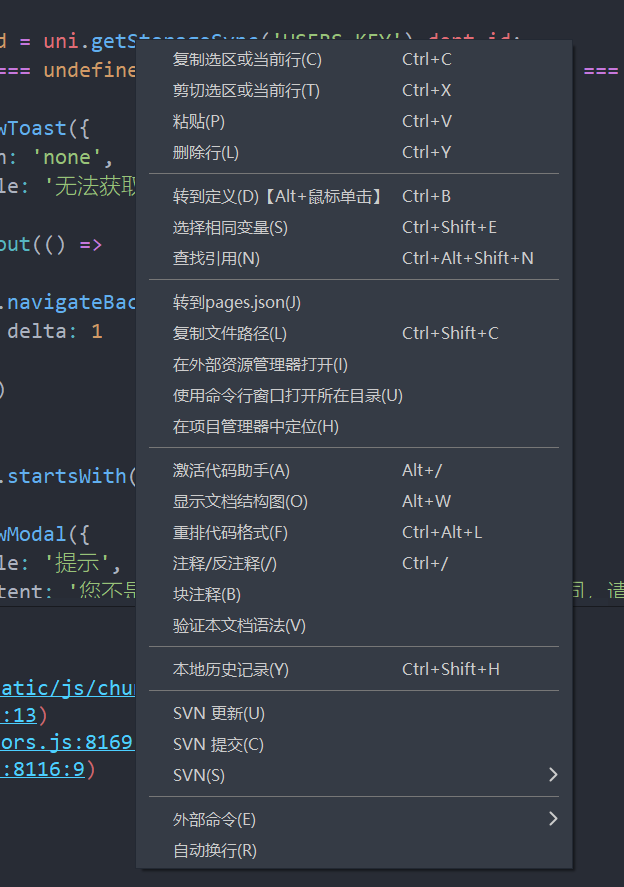 d = uni.getStorageSync('USERS_KEY').dept_id;
=== undefine ===
wToast({
n: 'none',
le: '无法获取
out(() =>
.navigateBac
delta: 1
)
.startsWith(
wModal({
le: '提示',
tent: '您不是 同，请
atic/js/chun
:13)
ors.js:8169
:8116:9)
复制选区或当前行(C) Ctrl+C
剪切选区或当前行(T) Ctrl+X
粘贴(P) Ctrl+V
删除行(L) Ctrl+Y
转到定义(D)【Alt+鼠标单击】 Ctrl+B
选择相同变量(S) Ctrl+Shift+E
查找引用(N) Ctrl+Alt+Shift+N
转到pages.json(J)
复制文件路径(L) Ctrl+Shift+C
在外部资源管理器打开(I)
使用命令行窗口打开所在目录(U)
在项目管理器中定位(H)
激活代码助手(A) Alt+/
显示文档结构图(O) Alt+W
重排代码格式(F) Ctrl+Alt+L
注释/反注释(/) Ctrl+/
块注释(B)
验证本文档语法(V)
本地历史记录(Y) Ctrl+Shift+H
SVN 更新(U)
SVN 提交(C)
SVN(S)
外部命令(E)
自动换行(R)